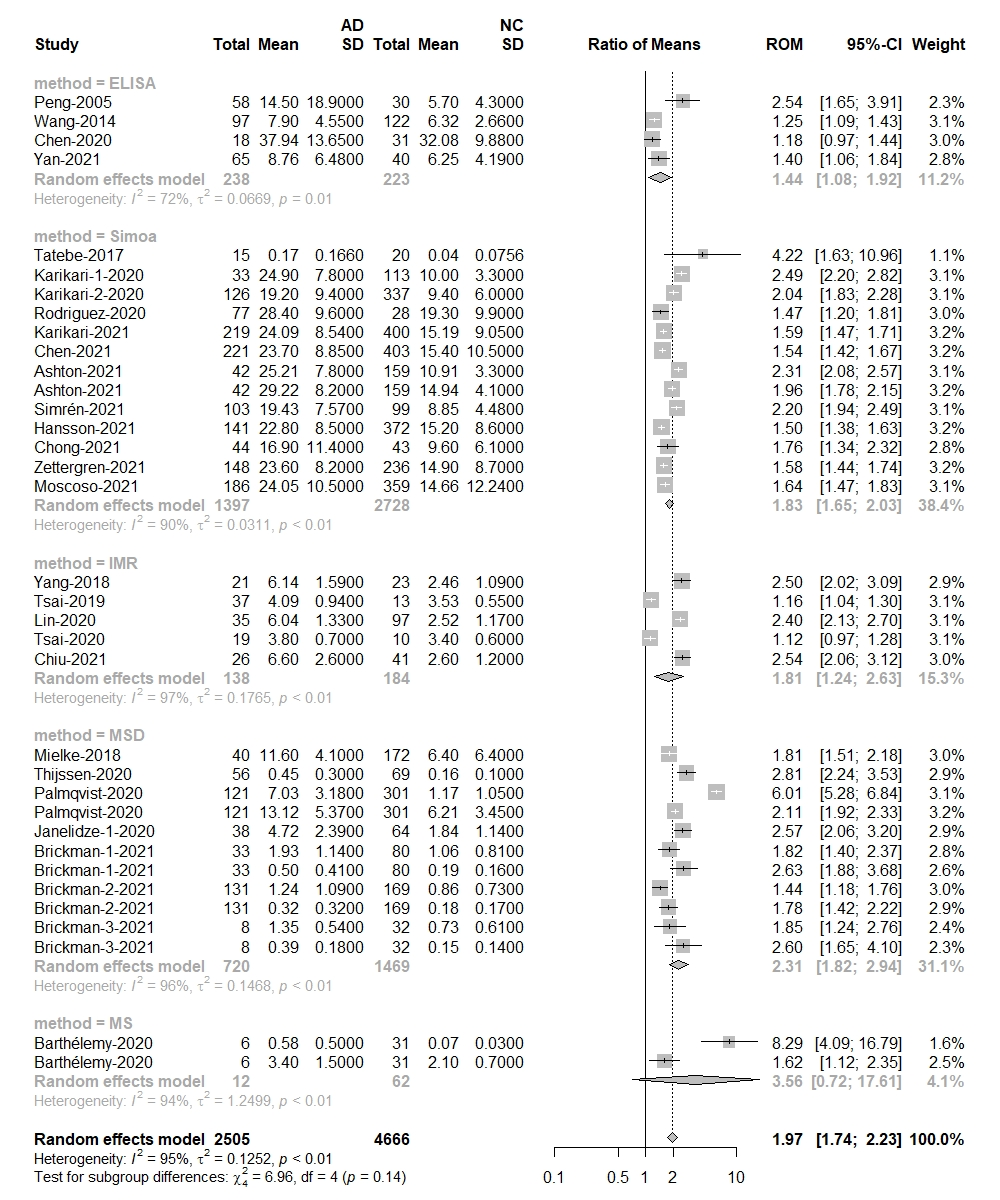 AD NC
Study Total Mean SD Total Mean SD Ratio of Means ROM 95%-CI Weight
method = ELISA
Peng-2005 58 14.50 18.9000 30 5.70 4.3000 2.54 [1.65; 3.91] 2.3%
Wang-2014 97 7.90 4.5500 122 6.32 2.6600 1.25 [1.09; 1.43] 3.1%
Chen-2020 18 37.94 13.6500 31 32.08 9.8800 1.18 [0.97; 1.44] 3.1%
Yan-2021 65 8.76 6.4800 40 6.25 4.1900 1.40 [1.06; 1.84] 2.8%
Random effects model 238 223 1.44 [1.08; 1.92] 11.2%
Heterogeneity: I² = 72%, τ² = 0.0669, p = 0.01
method = Simoa
Tatebe-2017 15 0.17 0.1660 20 0.04 0.0756 4.22 [1.63; 10.96] 1.1%
Karikari-1-2020 33 24.90 7.8000 113 10.00 3.3000 2.49 [2.20; 2.82] 3.1%
Karikari-2-2020 126 19.20 9.4000 337 9.40 6.0000 2.04 [1.83; 2.28] 3.1%
Rodriguez-2020 77 28.40 9.6000 28 19.30 9.9000 1.47 [1.20; 1.81] 3.0%
Karikari-2021 219 24.09 8.5400 400 15.19 9.0500 1.59 [1.47; 1.71] 3.2%
Chen-2021 221 23.70 8.8500 403 15.40 10.5000 1.54 [1.42; 1.67] 3.2%
Ashton-2021 42 25.21 7.8000 159 10.91 3.3000 2.31 [2.08; 2.57] 3.1%
Ashton-2021 42 29.22 8.2000 159 14.94 4.1000 1.96 [1.78; 2.15] 3.2%
Simrén-2021 103 19.43 7.5700 99 8.85 4.4800 2.20 [1.94; 2.49] 3.1%
Hansson-2021 141 22.80 8.5000 372 15.20 8.6000 1.50 [1.38; 1.63] 3.2%
Chong-2021 44 16.90 11.4000 43 9.60 6.1000 1.76 [1.34; 2.32] 2.8%
Zettergren-2021 148 23.60 8.2000 236 14.90 8.7000 1.58 [1.44; 1.74] 3.2%
Moscoso-2021 186 24.05 10.5000 359 14.66 12.2400 1.64 [1.47; 1.83] 3.1%
Random effects model 1397 2728 1.83 [1.65; 2.03] 38.4%
Heterogeneity: I² = 90%, τ² = 0.0311, p < 0.01
method = IMR
Yang-2018 21 6.14 1.5900 23 2.46 1.0900 2.50 [2.02; 3.09] 2.9%
Tsai-2019 37 4.09 0.9400 13 3.53 0.5500 1.16 [1.04; 1.30] 3.1%
Lin-2020 35 6.04 1.3300 97 2.52 1.1700 2.40 [2.13; 2.70] 3.1%
Tsai-2020 19 3.80 0.7000 10 3.40 0.6000 1.12 [0.97; 1.28] 3.1%
Chiu-2021 26 6.60 2.6000 41 2.60 1.2000 2.54 [2.06; 3.12] 3.0%
Random effects model 138 184 1.81 [1.24; 2.63] 15.3%
Heterogeneity: I² = 97%, τ² = 0.1765, p < 0.01
method = MSD
Mielke-2018 40 11.60 4.1000 172 6.40 6.4000 1.81 [1.51; 2.18] 3.0%
Thijssen-2020 56 0.45 0.3000 69 0.16 0.1000 2.81 [2.24; 3.53] 2.9%
Palmqvist-2020 121 7.03 3.1800 301 1.17 1.0500 6.01 [5.28; 6.84] 3.1%
Palmqvist-2020 121 13.12 5.3700 301 6.21 3.4500 2.11 [1.92; 2.33] 3.1%
Janelidze-1-2020 38 4.72 2.3900 64 1.84 1.1400 2.57 [2.06; 3.20] 2.9%
Brickman-1-2021 33 1.93 1.1400 80 1.06 0.8100 1.82 [1.40; 2.37] 2.8%
Brickman-1-2021 33 0.50 0.4100 80 0.19 0.1600 2.63 [1.88; 3.68] 2.6%
Brickman-2-2021 131 1.24 1.0900 169 0.86 0.7300 1.44 [1.18; 1.76] 3.0%
Brickman-2-2021 131 0.32 0.3200 169 0.18 0.1700 1.78 [1.42; 2.22] 2.9%
Brickman-3-2021 8 1.35 0.5400 32 0.73 0.6100 1.85 [1.24; 2.76] 2.4%
Brickman-3-2021 8 0.39 0.1800 32 0.15 0.1400 2.60 [1.65; 4.10] 2.3%
Random effects model 720 1469 2.31 [1.82; 2.94] 31.1%
Heterogeneity: I² = 96%, τ² = 0.1468, p < 0.01
method = MS
Barthélemy-2020 6 0.58 0.5000 31 0.07 0.0300 8.29 [4.09; 16.79] 1.6%
Barthélemy-2020 6 3.40 1.5000 31 2.10 0.7000 1.62 [1.12; 2.35] 2.5%
Random effects model 12 62 3.56 [0.72; 17.61] 4.1%
Heterogeneity: I² = 94%, τ² = 1.2499, p < 0.01
Random effects model 2505 4666 1.97 [1.74; 2.23] 100.0%
Heterogeneity: I² = 95%, τ² = 0.1252, p < 0.01
Test for subgroup differences: χ²₄ = 6.96, df = 4 (p = 0.14)
0.1 0.5 1 2 10